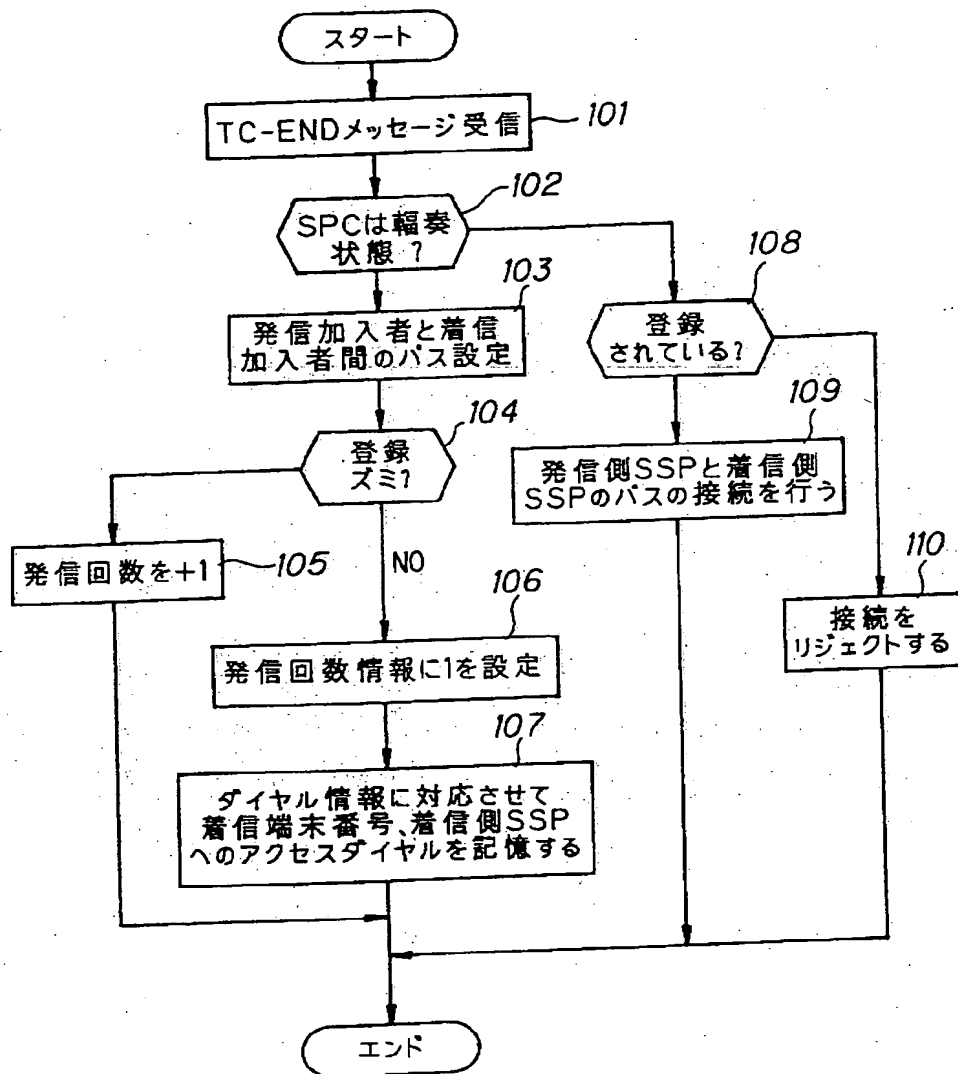 スタート
TC-ENDメッセージ受信
101
SPCは輻奏
状態?
102
発信加入者と着信
加入者間のパス設定
103
登録
ズミ?
104
発信回数を+1
105
NO
発信回数情報に1を設定
106
ダイヤル情報に対応させて
着信端末番号、着信側SSP
へのアクセスダイヤルを記憶する
107
登録
されている?
108
発信側SSPと着信側
SSPのパスの接続を行う
109
接続を
リジェクトする
110
エンド